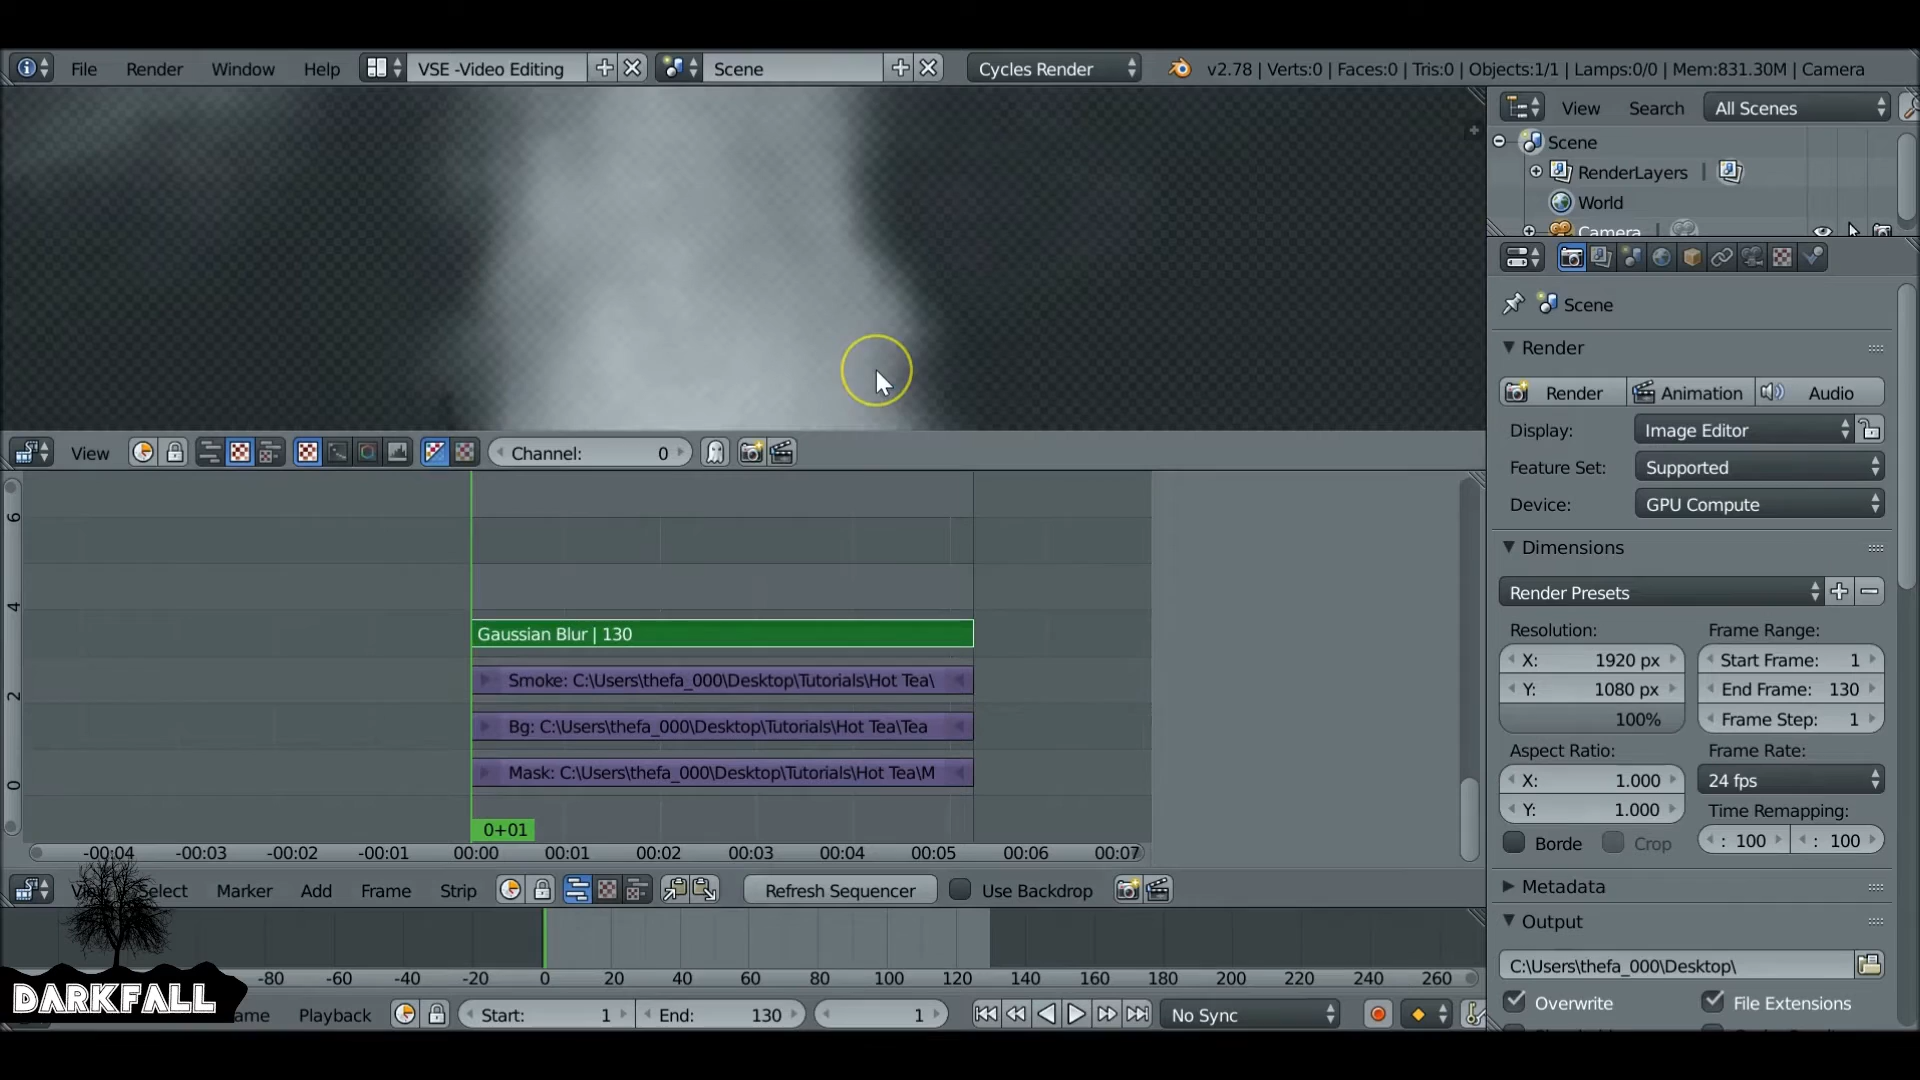 File Render Window Help VSE -Video Editing Scene Cycles Render v2.78 | Verts:0 | Faces:0 | Tris:0 | Objects:1/1 | Lamps:0/0 | Mem:831.30M | Camera
View Search All Scenes
Scene
RenderLayers |
World
Camera |
Scene
Render
Render Animation Audio
Display: Image Editor
Feature Set: Supported
Device: GPU Compute
View Channel: 0
Dimensions
Render Presets
Resolution: Frame Range:
X: 1920 px Start Frame: 1
Y: 1080 px End Frame: 130
100% Frame Step: 1
Aspect Ratio: Frame Rate:
X: 1.000 24 fps
Y: 1.000 Time Remapping:
Borde Crop : 100 : 100
Metadata
Output
C:\Users\thefa_000\Desktop\
Overwrite File Extensions
6
4
2
0
Gaussian Blur | 130
Smoke: C:\Users\thefa_000\Desktop\Tutorials\Hot Tea\
Bg: C:\Users\thefa_000\Desktop\Tutorials\Hot Tea\Tea
Mask: C:\Users\thefa_000\Desktop\Tutorials\Hot Tea\M
0+01
-00:04 -00:03 -00:02 -00:01 00:00 00:01 00:02 00:03 00:04 00:05 00:06 00:07
Select Marker Add Frame Strip Refresh Sequencer Use Backdrop
-80 -60 -40 -20 0 20 40 60 80 100 120 140 160 180 200 220 240 260
DARKFALL
ame Playback Start: 1 End: 130 1 No Sync